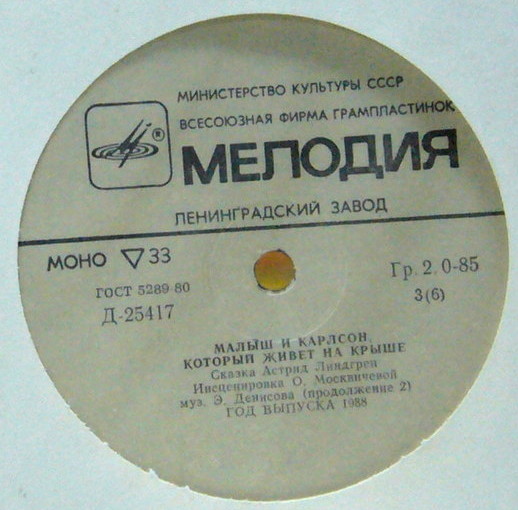 МИНИСТЕРСТВО КУЛЬТУРЫ СССР
ВСЕСОЮЗНАЯ ФИРМА ГРАМПЛАСТИНОК
®
МЕЛОДИЯ
ЛЕНИНГРАДСКИЙ ЗАВОД
МОНО ▽ 33
ГОСТ 5289-80
Д-25417
Гр. 2. 0-85
3(6)
МАЛЫШ И КАРЛСОН,
КОТОРЫЙ ЖИВЕТ НА КРЫШЕ
Сказка Астрид Линдгрен
Инсценировка О. Москвичевой
муз. Э. Денисова (продолжение 2)
ГОД ВЫПУСКА 1988